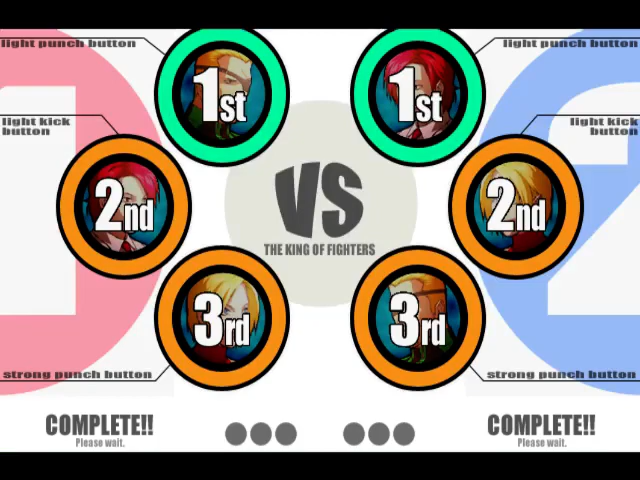 light punch button
light punch button
1st
1st
light kick
button
light kick
button
2nd
VS
2nd
THE KING OF FIGHTERS
3rd
3rd
strong punch button
strong punch button
COMPLETE!!
Please wait.
COMPLETE!!
Please wait.